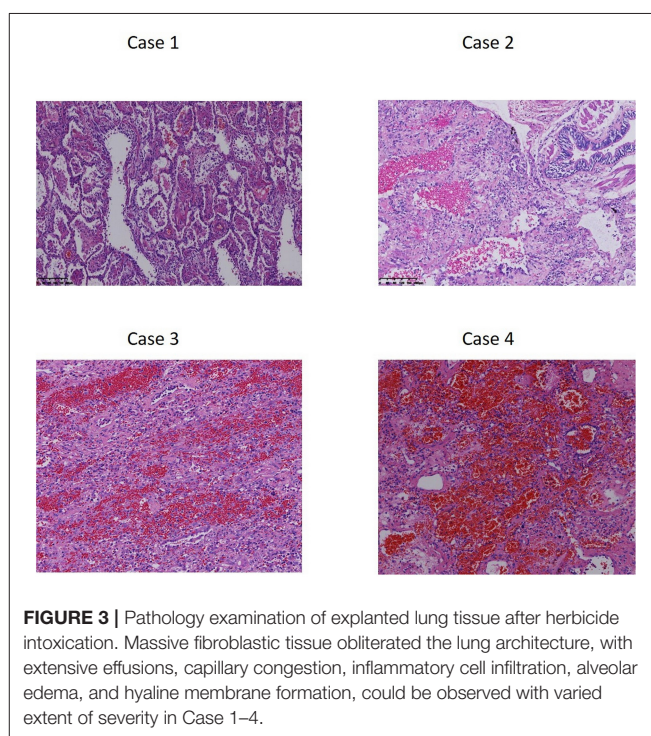 Case 1
Case 2
Case 3
Case 4
FIGURE 3 | Pathology examination of explanted lung tissue after herbicide
intoxication. Massive fibroblastic tissue obliterated the lung architecture, with
extensive effusions, capillary congestion, inflammatory cell infiltration, alveolar
edema, and hyaline membrane formation, could be observed with varied
extent of severity in Case 1–4.